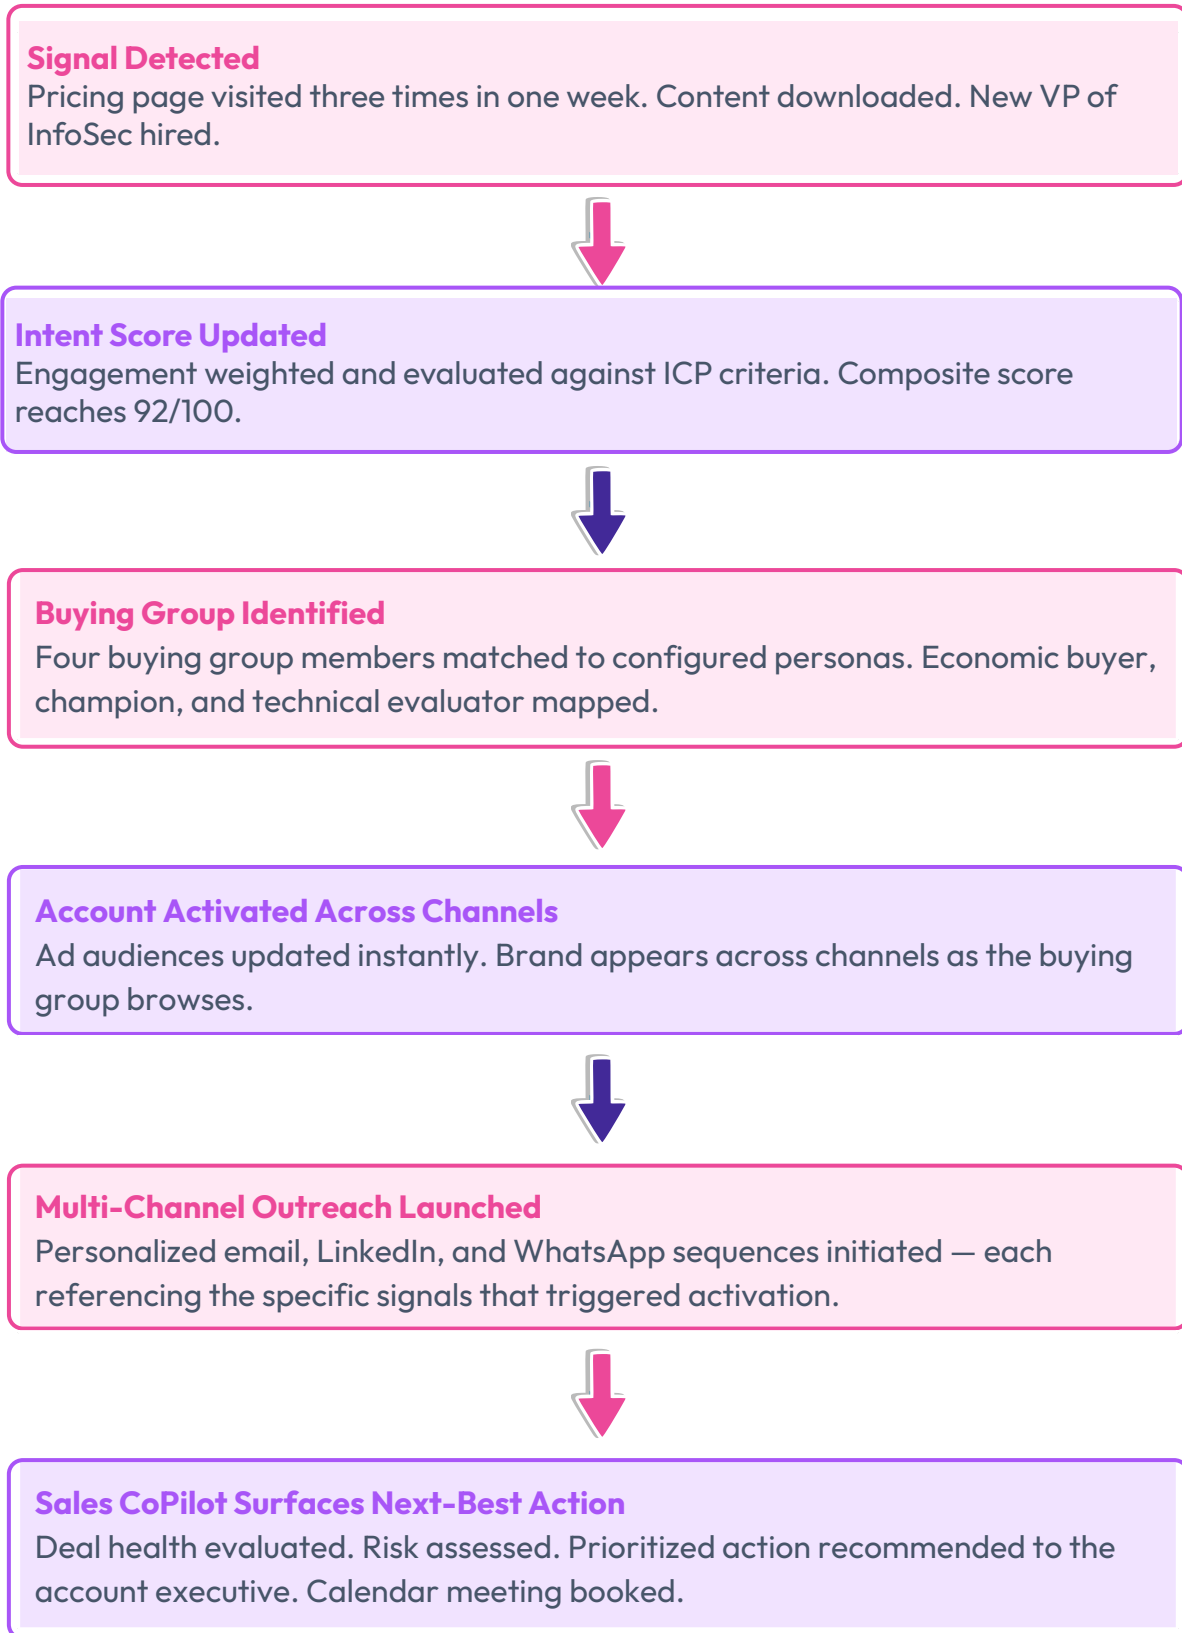 Signal Detected
Pricing page visited three times in one week. Content downloaded. New VP of
InfoSec hired.
Intent Score Updated
Engagement weighted and evaluated against ICP criteria. Composite score
reaches 92/100.
Buying Group Identified
Four buying group members matched to configured personas. Economic buyer,
champion, and technical evaluator mapped.
Account Activated Across Channels
Ad audiences updated instantly. Brand appears across channels as the buying
group browses.
Multi-Channel Outreach Launched
Personalized email, LinkedIn, and WhatsApp sequences initiated — each
referencing the specific signals that triggered activation.
Sales CoPilot Surfaces Next-Best Action
Deal health evaluated. Risk assessed. Prioritized action recommended to the
account executive. Calendar meeting booked.